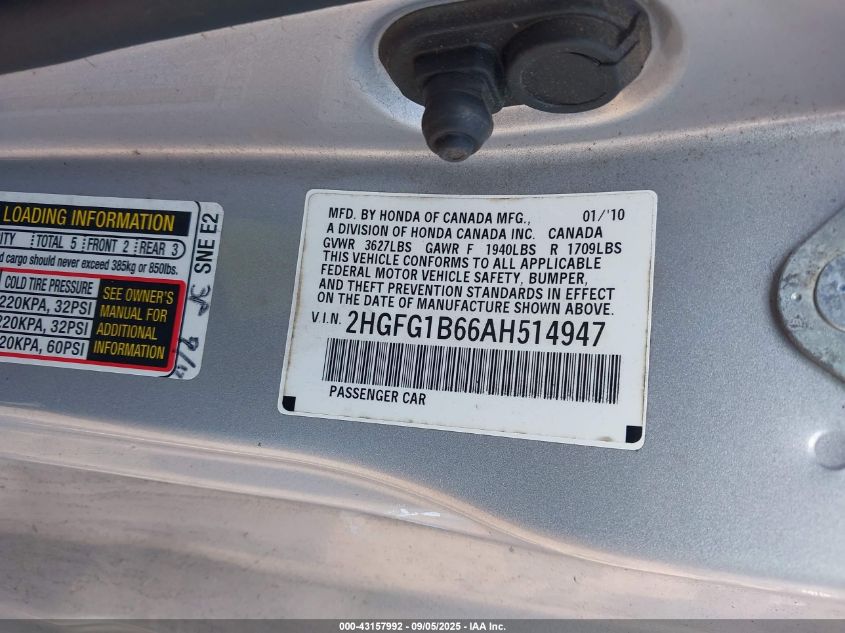 LOADING INFORMATION
TOTAL 5 FRONT 2 REAR 3
cargo should never exceed 385kg or 850lbs.
COLD TIRE PRESSURE
220KPA, 32PSI
220KPA, 32PSI
20KPA, 60PSI
SEE OWNER'S
MANUAL FOR
ADDITIONAL
INFORMATION
SNE E2
MFD. BY HONDA OF CANADA MFG., 01/'10
A DIVISION OF HONDA CANADA INC. CANADA
GVWR 3627LBS GAWR F 1940LBS R 1709LBS
THIS VEHICLE CONFORMS TO ALL APPLICABLE
FEDERAL MOTOR VEHICLE SAFETY, BUMPER,
AND THEFT PREVENTION STANDARDS IN EFFECT
ON THE DATE OF MANUFACTURE SHOWN ABOVE.
V.I.N. 2HGFG1B66AH514947
PASSENGER CAR
000-43157992 - 09/05/2025 - IAA Inc.